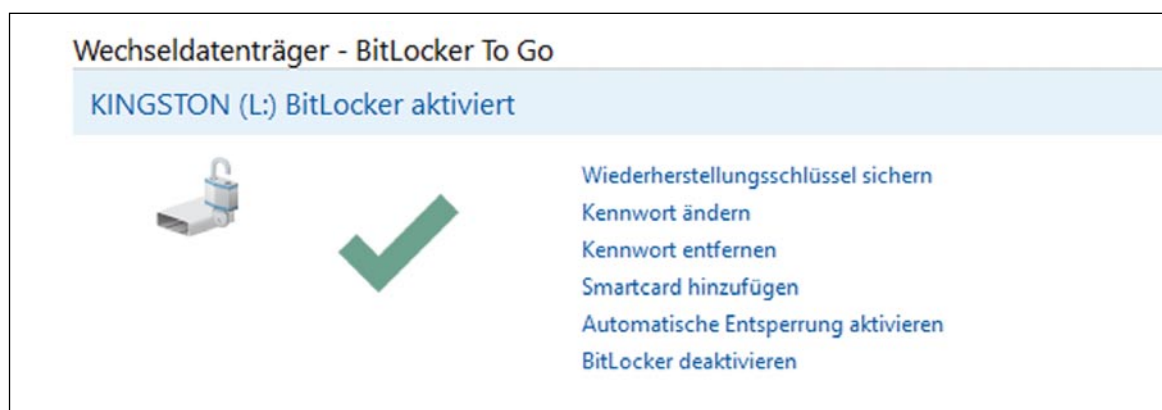 Wechseldatenträger - BitLocker To Go
KINGSTON (L:) BitLocker aktiviert
Wiederherstellungsschlüssel sichern
Kennwort ändern
Kennwort entfernen
Smartcard hinzufügen
Automatische Entsperrung aktivieren
BitLocker deaktivieren